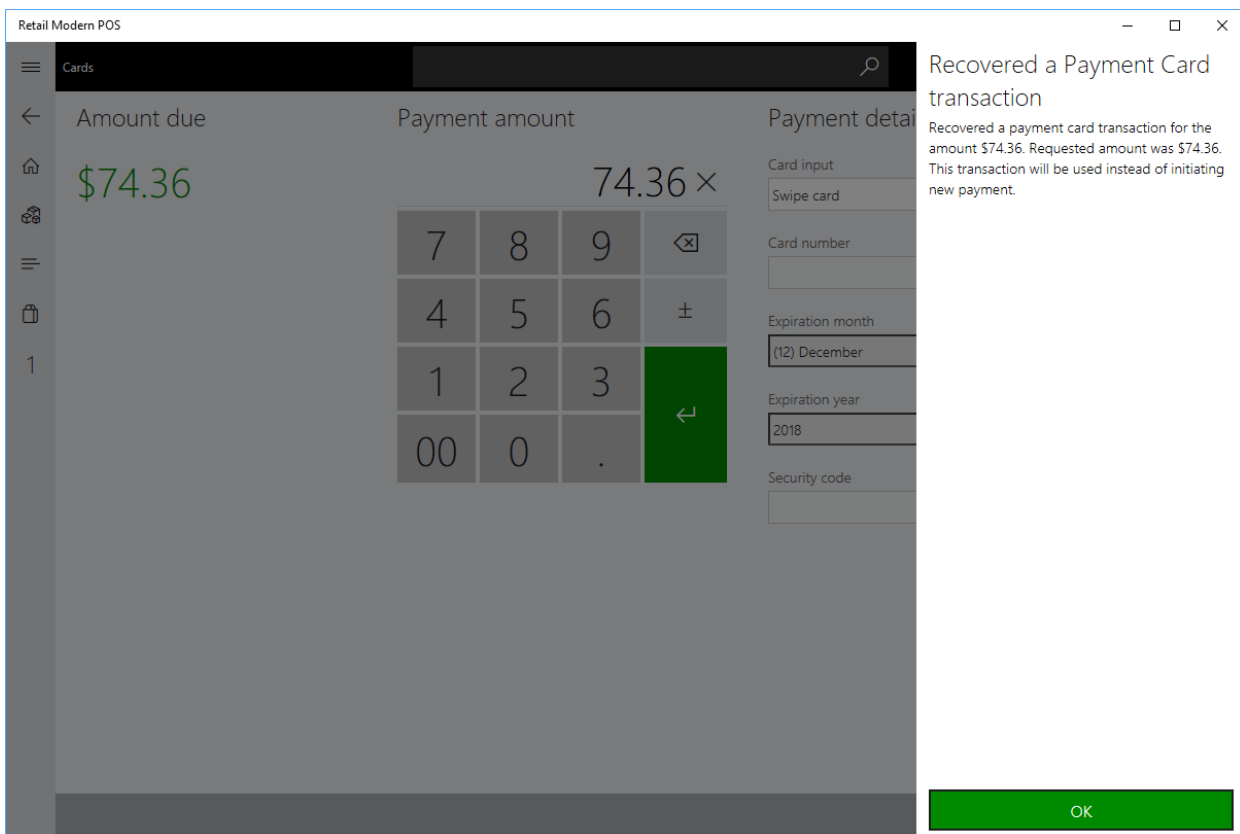 Retail Modern POS
Cards
Amount due
$74.36
1
Payment amount
74.36
7 8 9
4 5 6 ±
1 2 3
00 0 .
Payment detai
Card input
Swipe card
Card number
Expiration month
(12) December
Expiration year
2018
Security code
Recovered a Payment Card
transaction
Recovered a payment card transaction for the
amount $74.36. Requested amount was $74.36.
This transaction will be used instead of initiating
new payment.
OK